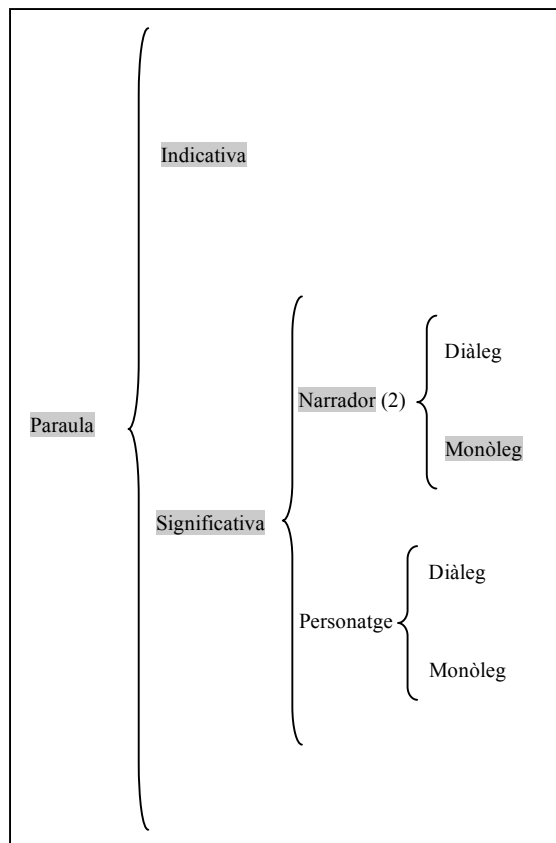 Indicativa
Paraula
Significativa
Narrador (2)
Diàleg
Monòleg
Personatge
Diàleg
Monòleg